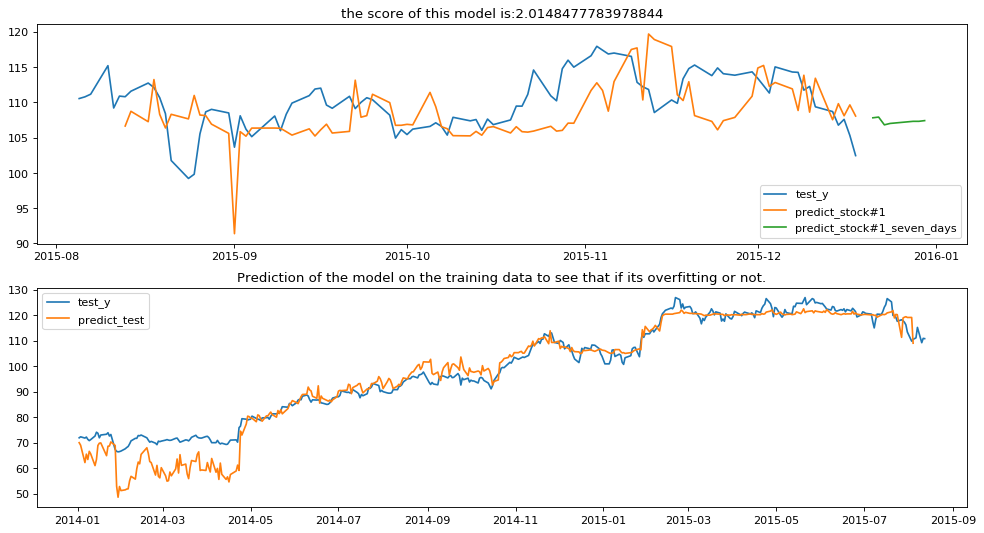 the score of this model is:2.0148477783978844
120
115
110
105
100
95
90
test_y
predict_stock#1
predict_stock#1_seven_days
2015-08 2015-09 2015-10 2015-11 2015-12 2016-01
Prediction of the model on the training data to see that if its overfitting or not.
130
120
110
100
90
80
70
60
50
test_y
predict_test
2014-01 2014-03 2014-05 2014-07 2014-09 2014-11 2015-01 2015-03 2015-05 2015-07 2015-09